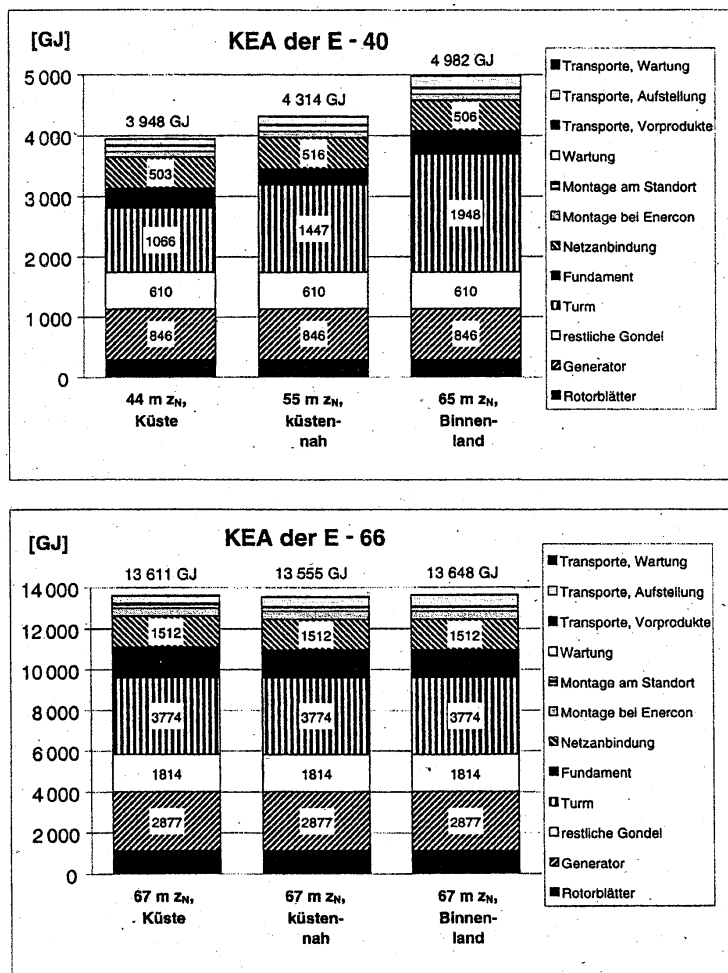 KEA der E - 40
[GJ]
5 000
4 000
3 000
2 000
1 000
0
3 948 GJ
4 314 GJ
4 982 GJ
503
1066
610
846
516
1447
610
846
506
1948
610
846
44 m zN,
Küste
55 m zN,
küsten-
nah
65 m zN,
Binnen-
land
Transporte, Wartung
Transporte, Aufstellung
Transporte, Vorprodukte
Wartung
Montage am Standort
Montage bei Enercon
Netzanbindung
Fundament
Turm
restliche Gondel
Generator
Rotorblätter
KEA der E - 66
[GJ]
14 000
12 000
10 000
8 000
6 000
4 000
2 000
0
13 611 GJ
13 555 GJ
13 648 GJ
1512
3774
1814
2877
1512
3774
1814
2877
1512
3774
1814
2877
67 m zN,
Küste
67 m zN,
küsten-
nah
67 m zN,
Binnen-
land
Transporte, Wartung
Transporte, Aufstellung
Transporte, Vorprodukte
Wartung
Montage am Standort
Montage bei Enercon
Netzanbindung
Fundament
Turm
restliche Gondel
Generator
Rotorblätter